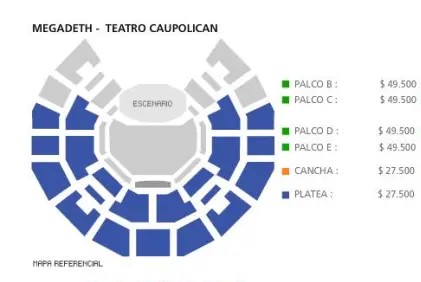 MEGADETH - TEATRO CAUPOLICAN
ESCENARIO
PALCO B : $ 49.500
PALCO C : $ 49.500
PALCO D : $ 49.500
PALCO E : $ 49.500
CANCHA : $ 27.500
PLATEA : $ 27.500
MAPA REFERENCIAL